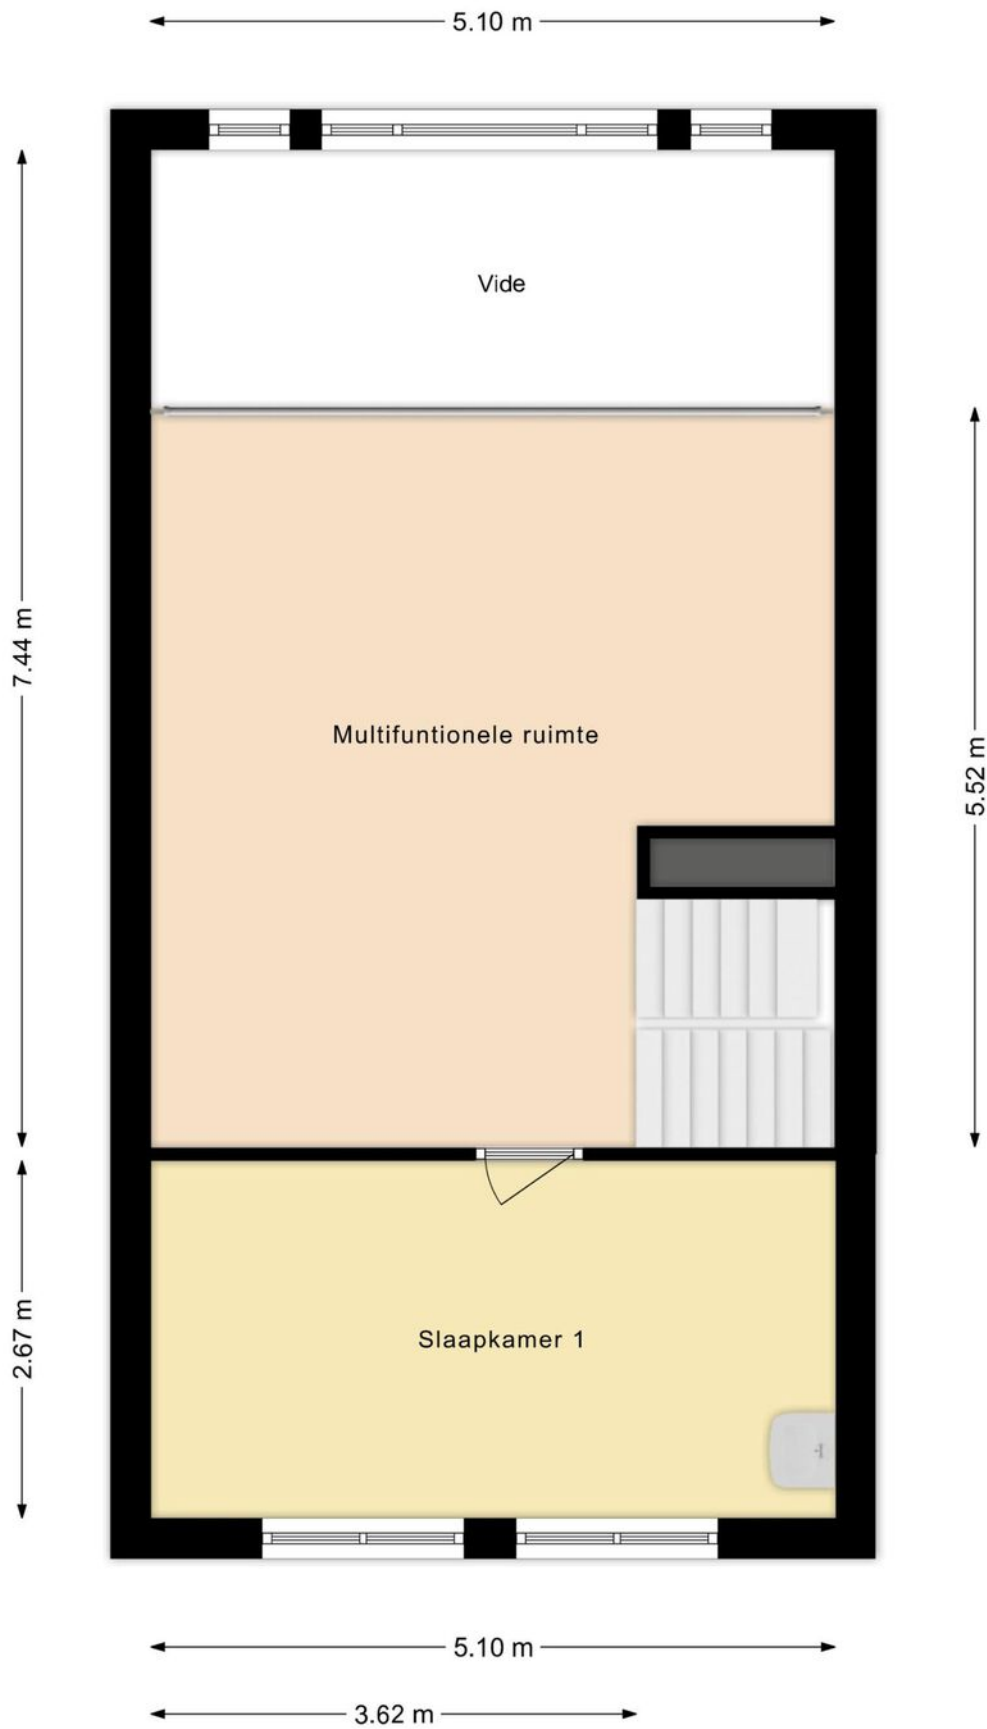 5.10 m
Vide
7.44 m
Multifuntionele ruimte
5.52 m
2.67 m
Slaapkamer 1
5.10 m
3.62 m